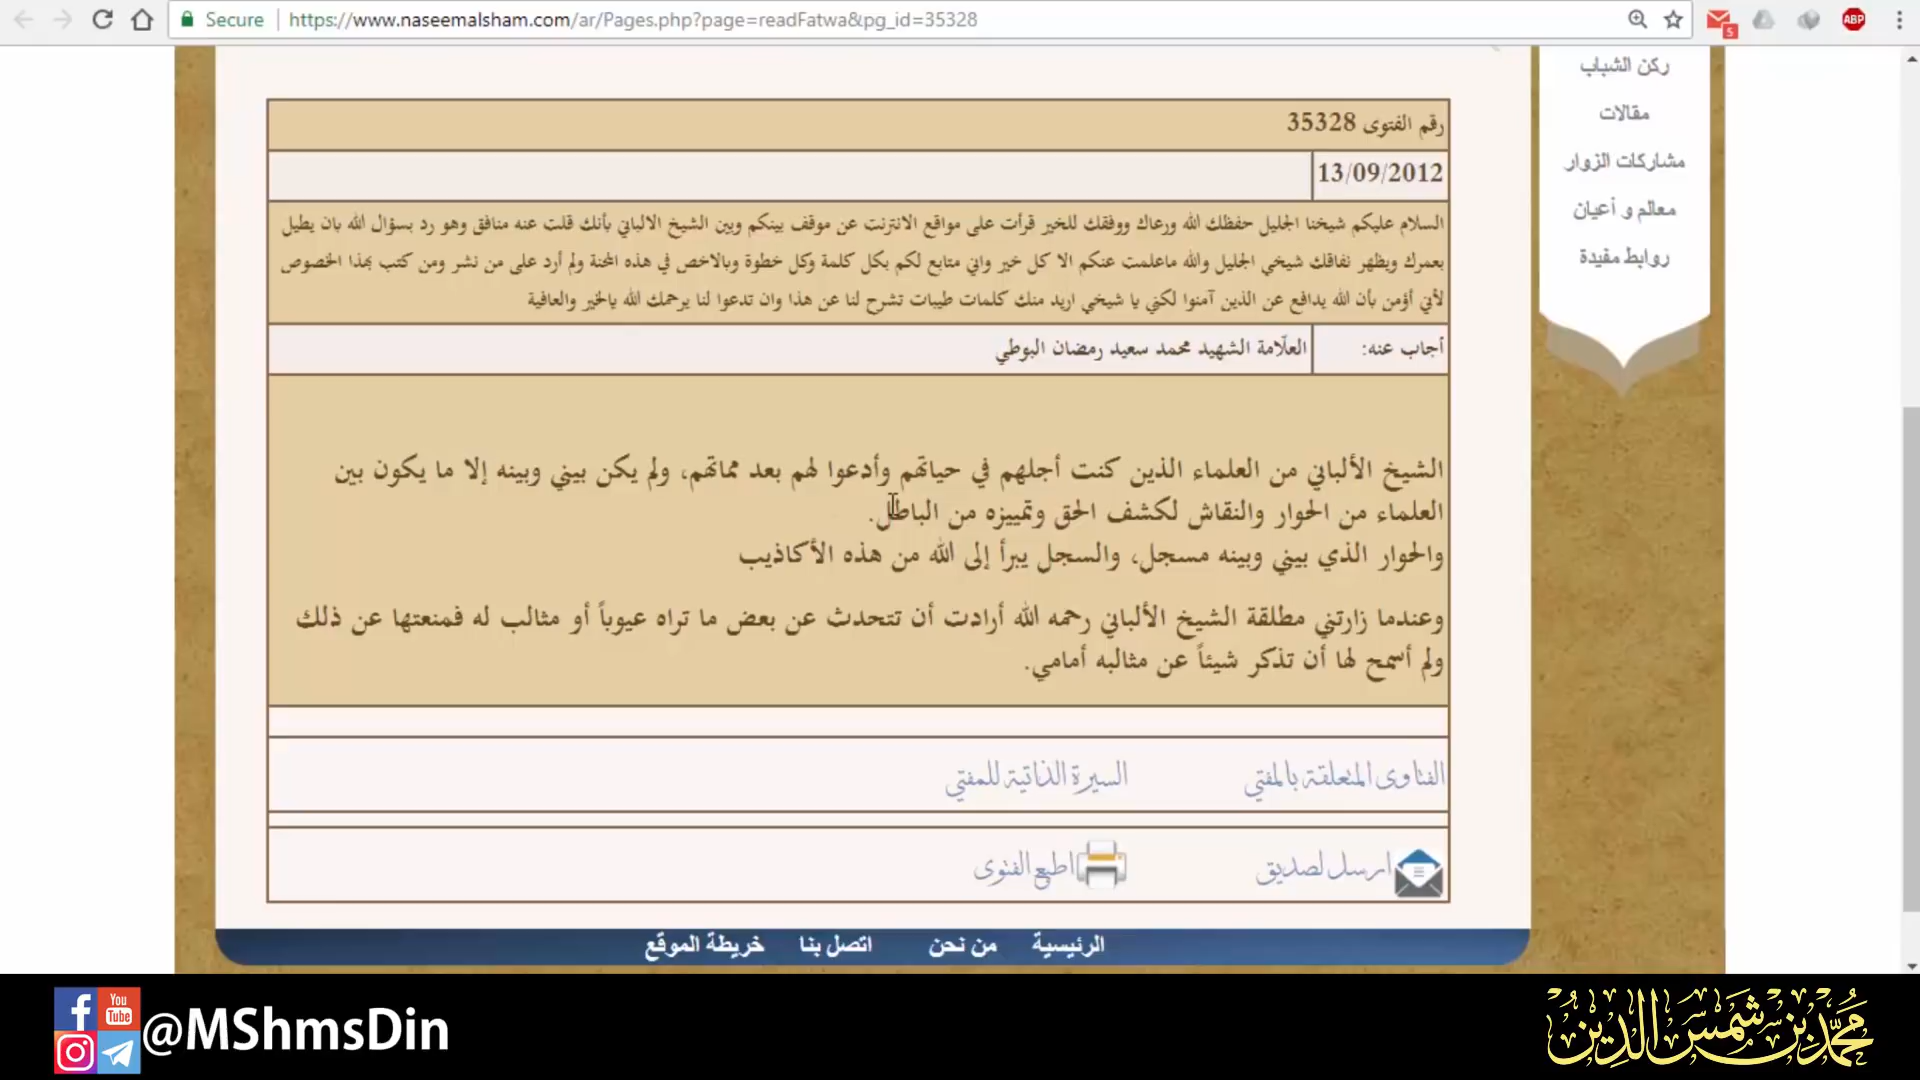 Secure
https://www.naseemalsham.com/ar/Pages.php?page=readFatwa&pg_id=35328
5
ABP
ركن الشباب
مقالات
مشاركات الزوار
معالم و أعيان
روابط مفيدة
رقم الفتوى 35328
13/09/2012
السلام عليكم شيخنا الجليل حفظك الله ورعاك ووفقك للخير قرأت على مواقع الانترنت عن موقف بينكم وبين الشيخ الالباني بأنك قلت عنه منافق وهو رد بسؤال الله بان يطيل
بعمرك ويظهر نفاقك شيخي الجليل والله ماعلمت عنكم الا كل خير واني متابع لكم بكل كلمة وكل خطوة وبالاخص في هذه المحنة ولم أرد على من نشر ومن كتب بهذا الخصوص
لأني أؤمن بأن الله يدافع عن الذين آمنوا لكني يا شيخي اريد منك كلمات طيبات تشرح لنا عن هذا وان تدعوا لنا يرحمك الله يالخير والعافية
أجاب عنه:
العلّامة الشهيد محمد سعيد رمضان البوطي
الشيخ الألباني من العلماء الذين كنت أجلهم في حياتهم وأدعوا لهم بعد مماتهم، ولم يكن بيني وبينه إلا ما يكون بين
العلماء من الحوار والنقاش لكشف الحق وتمييزه من الباطل.
والحوار الذي بيني وبينه مسجل، والسجل يبرأ إلى الله من هذه الأكاذيب
وعندما زارتني مطلقة الشيخ الألباني رحمه الله أرادت أن تتحدث عن بعض ما تراه عيوباً أو مثالب له فمنعتها عن ذلك
ولم أسمح لها أن تذكر شيئاً عن مثالبه أمامي.
الفتاوى المتعلقة بالمفتي
السيرة الذاتية للمفتي
ارسل لصديق
اطبع الفتوى
الرئيسية
من نحن
اتصل بنا
خريطة الموقع
You Tube
@MShmsDin
محمد بن شمس الدين